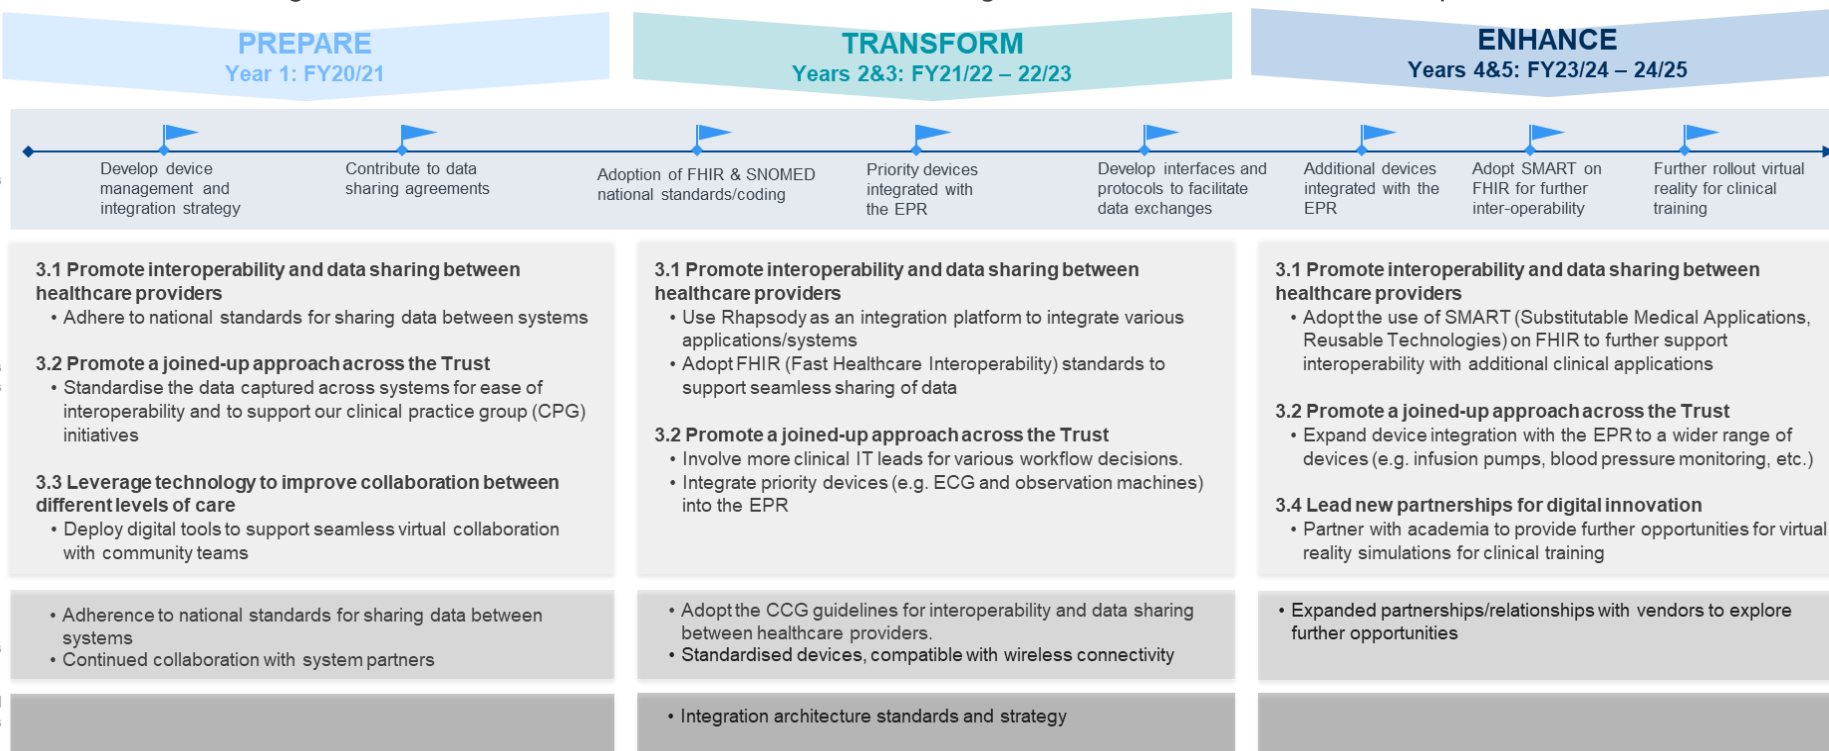 PREPARE
Year 1: FY20/21
TRANSFORM
Years 2&3: FY21/22 – 22/23
ENHANCE
Years 4&5: FY23/24 – 24/25
Develop device
management and
integration strategy
Contribute to data
sharing agreements
Adoption of FHIR & SNOMED
national standards/coding
Priority devices
integrated with
the EPR
Develop interfaces and
protocols to facilitate
data exchanges
Additional devices
integrated with the
EPR
Adopt SMART on
FHIR for further
inter-operability
Further rollout virtual
reality for clinical
training
3.1 Promote interoperability and data sharing between
healthcare providers
• Adhere to national standards for sharing data between systems
3.2 Promote a joined-up approach across the Trust
• Standardise the data captured across systems for ease of
interoperability and to support our clinical practice group (CPG)
initiatives
3.3 Leverage technology to improve collaboration between
different levels of care
• Deploy digital tools to support seamless virtual collaboration
with community teams
3.1 Promote interoperability and data sharing between
healthcare providers
• Use Rhapsody as an integration platform to integrate various
applications/systems
• Adopt FHIR (Fast Healthcare Interoperability) standards to
support seamless sharing of data
3.2 Promote a joined-up approach across the Trust
• Involve more clinical IT leads for various workflow decisions.
• Integrate priority devices (e.g. ECG and observation machines)
into the EPR
3.1 Promote interoperability and data sharing between
healthcare providers
• Adopt the use of SMART (Substitutable Medical Applications,
Reusable Technologies) on FHIR to further support
interoperability with additional clinical applications
3.2 Promote a joined-up approach across the Trust
• Expand device integration with the EPR to a wider range of
devices (e.g. infusion pumps, blood pressure monitoring, etc.)
3.4 Lead new partnerships for digital innovation
• Partner with academia to provide further opportunities for virtual
reality simulations for clinical training
• Adherence to national standards for sharing data between
systems
• Continued collaboration with system partners
• Adopt the CCG guidelines for interoperability and data sharing
between healthcare providers.
• Standardised devices, compatible with wireless connectivity
• Expanded partnerships/relationships with vendors to explore
further opportunities
• Integration architecture standards and strategy